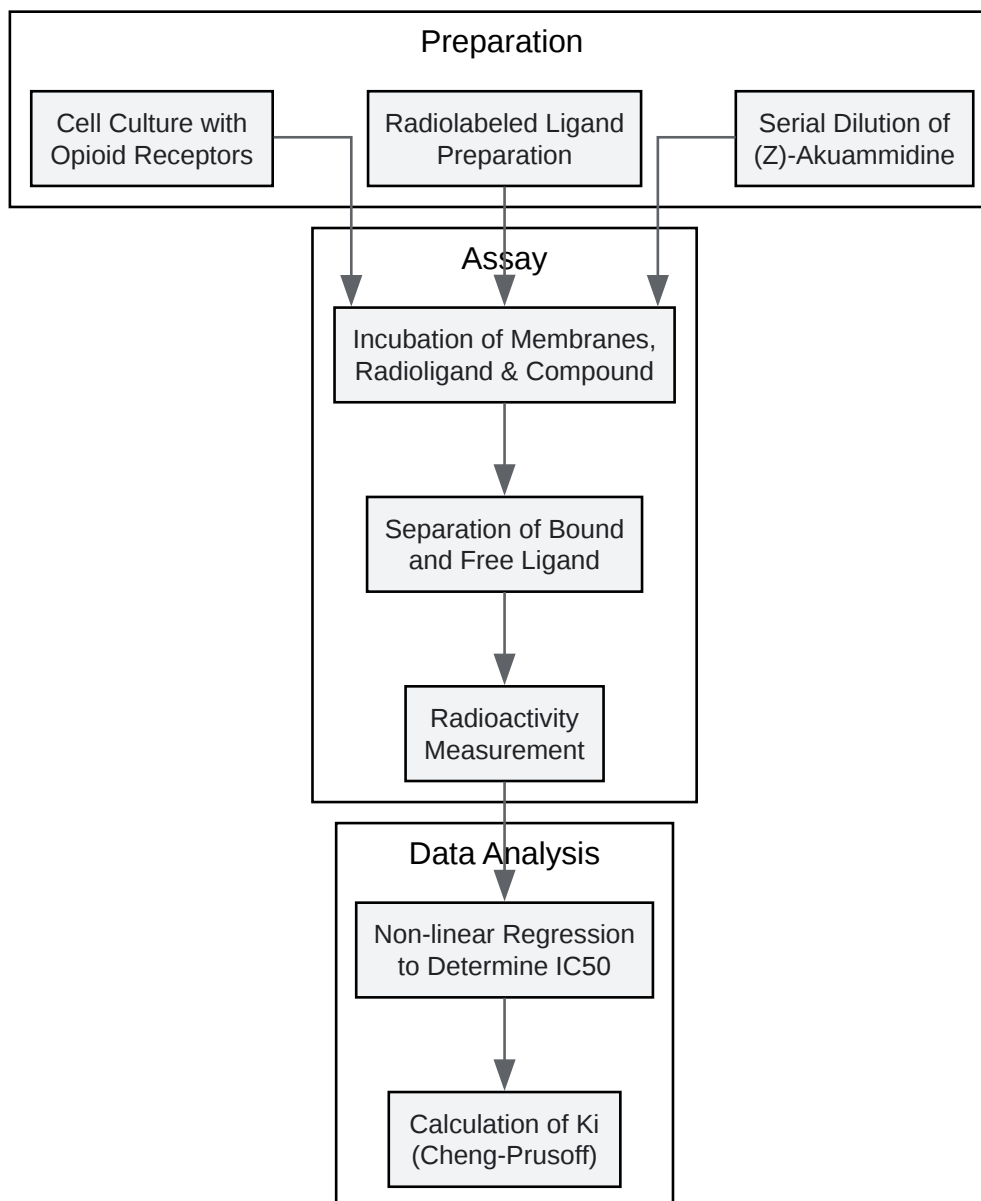 Preparation
Cell Culture with
Opioid Receptors
Radiolabeled Ligand
Preparation
Serial Dilution of
(Z)-Akuammidine
Assay
Incubation of Membranes,
Radioligand & Compound
Separation of Bound
and Free Ligand
Radioactivity
Measurement
Data Analysis
Non-linear Regression
to Determine IC50
Calculation of Ki
(Cheng-Prusoff)